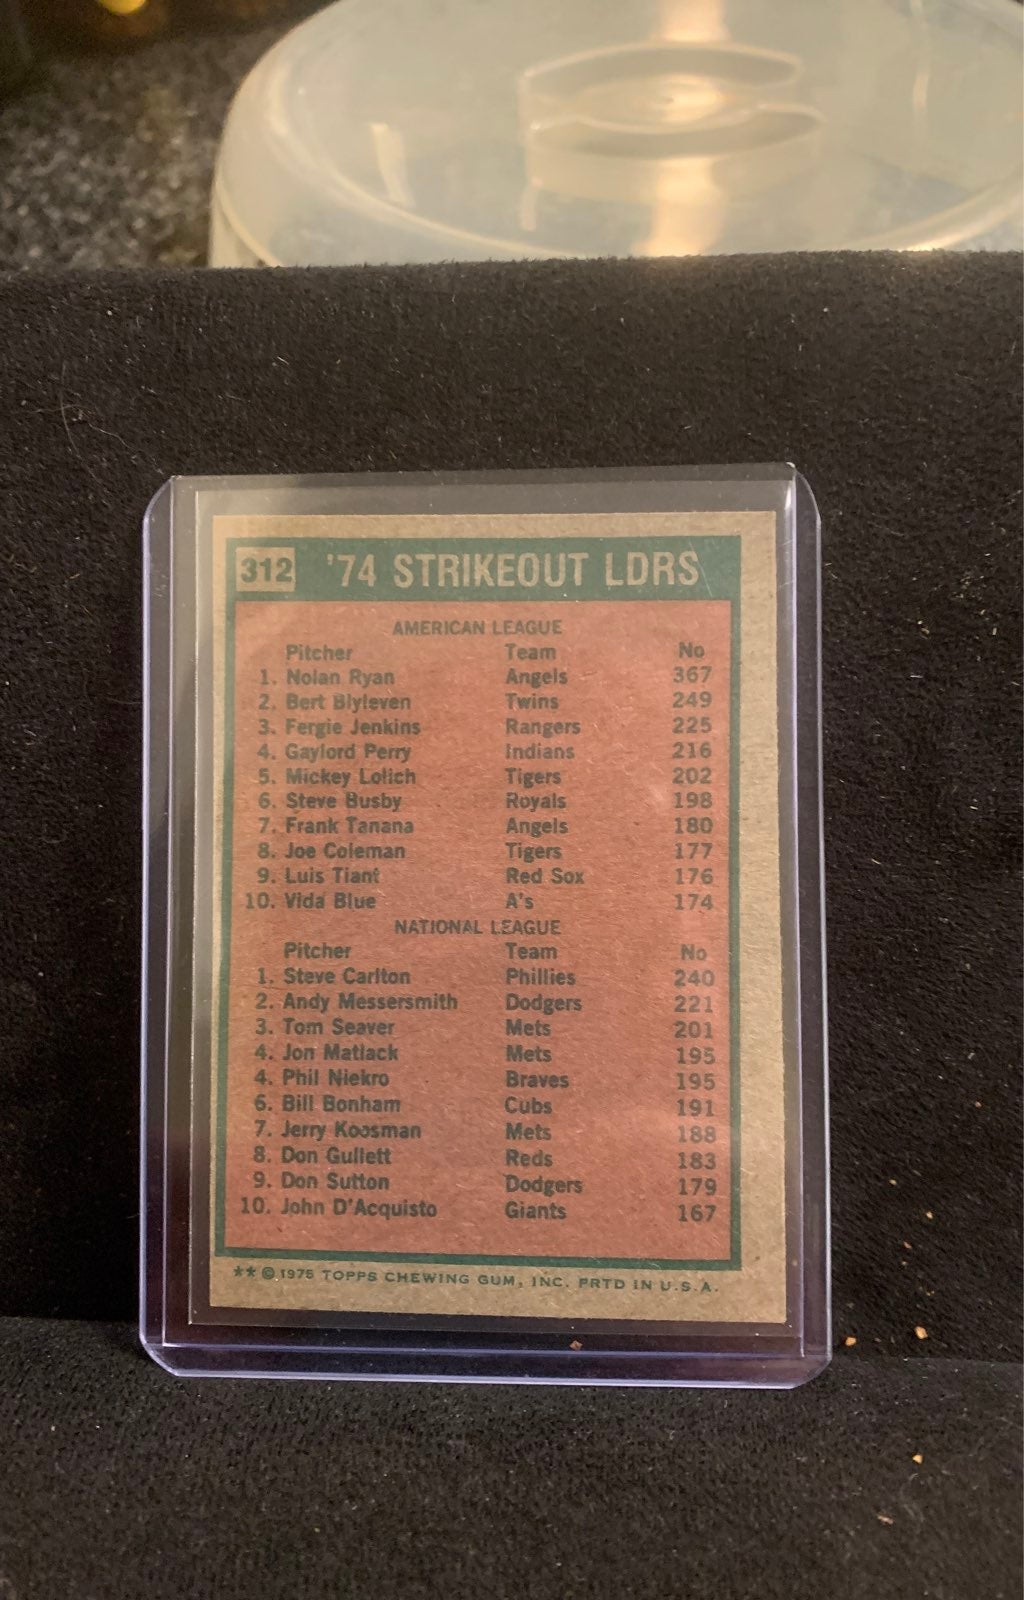 312 '74 STRIKEOUT LDRS
AMERICAN LEAGUE
Pitcher Team No
1. Nolan Ryan Angels 367
2. Bert Blyleven Twins 249
3. Fergie Jenkins Rangers 225
4. Gaylord Perry Indians 216
5. Mickey Lolich Tigers 202
6. Steve Busby Royals 198
7. Frank Tanana Angels 180
8. Joe Coleman Tigers 177
9. Luis Tiant Red Sox 176
10. Vida Blue A's 174
NATIONAL LEAGUE
Pitcher Team No
1. Steve Carlton Phillies 240
2. Andy Messersmith Dodgers 221
3. Tom Seaver Mets 201
4. Jon Matlack Mets 195
4. Phil Niekro Braves 195
6. Bill Bonham Cubs 191
7. Jerry Koosman Mets 188
8. Don Gullett Reds 183
9. Don Sutton Dodgers 179
10. John D'Acquisto Giants 167
** © 1975 TOPPS CHEWING GUM, INC. PRTD IN U.S.A.